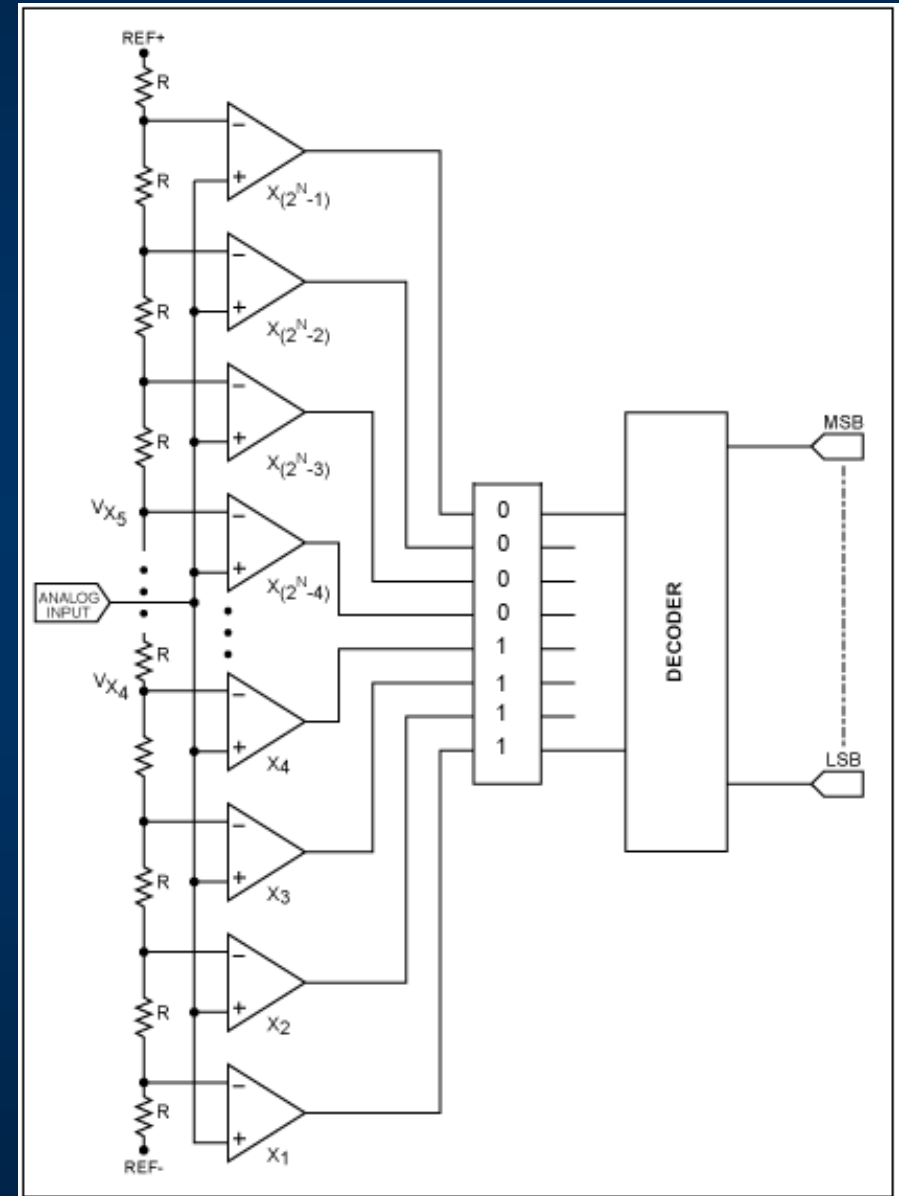 REF+
R
−
+
X(2^N-1)
R
−
+
X(2^N-2)
R
−
+
X(2^N-3)
R
VX5
−
+
X(2^N-4)
ANALOG
INPUT
R
VX4
−
+
X4
−
+
X3
R
−
+
X2
R
−
+
X1
R
REF-
0
0
0
0
1
1
1
1
DECODER
MSB
LSB